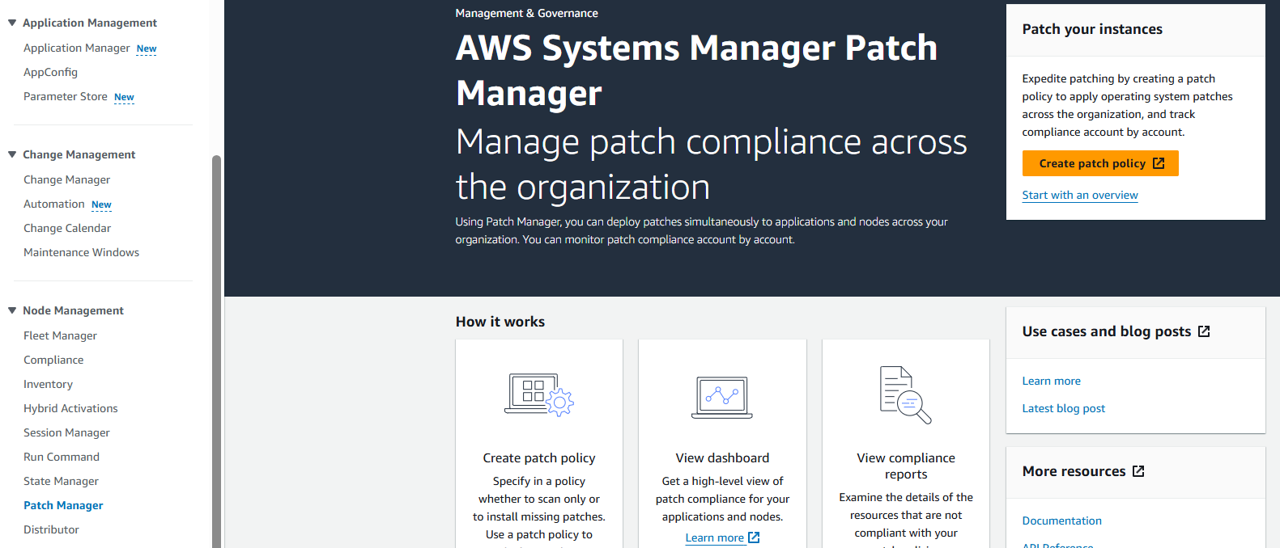 Application Management
Application Manager New
AppConfig
Parameter Store New
Change Management
Change Manager
Automation New
Change Calendar
Maintenance Windows
Node Management
Fleet Manager
Compliance
Inventory
Hybrid Activations
Session Manager
Run Command
State Manager
Patch Manager
Distributor
Management & Governance
AWS Systems Manager Patch
Manager
Manage patch compliance across
the organization
Using Patch Manager, you can deploy patches simultaneously to applications and nodes across your
organization. You can monitor patch compliance account by account.
Patch your instances
Expedite patching by creating a patch
policy to apply operating system patches
across the organization, and track
compliance account by account.
Create patch policy
Start with an overview
How it works
Create patch policy
Specify in a policy
whether to scan only or
to install missing patches.
Use a patch policy to
View dashboard
Get a high-level view of
patch compliance for your
applications and nodes.
Learn more
View compliance
reports
Examine the details of the
resources that are not
compliant with your
Use cases and blog posts
Learn more
Latest blog post
More resources
Documentation
API Reference